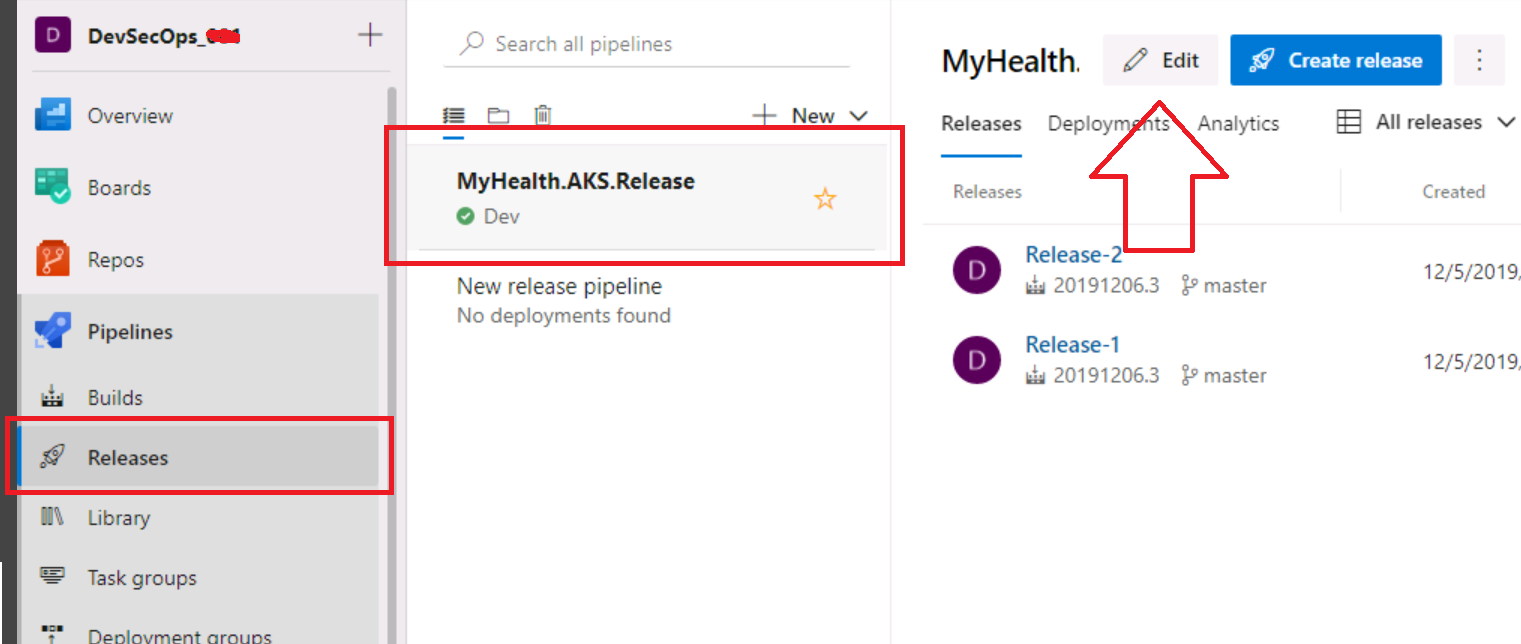 D
DevSecOps_
Overview
Boards
Repos
Pipelines
Builds
Releases
Library
Task groups
Deployment groups
Search all pipelines
New
MyHealth.AKS.Release
Dev
New release pipeline
No deployments found
MyHealth.
Edit
Create release
Releases Deployments Analytics
All releases
Releases Created
D
Release-2
20191206.3 master
12/5/2019,
D
Release-1
20191206.3 master
12/5/2019,